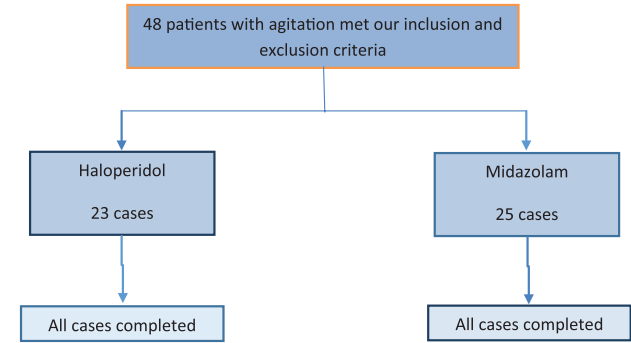 48 patients with agitation met our inclusion and
exclusion criteria
Haloperidol
23 cases
Midazolam
25 cases
All cases completed
All cases completed